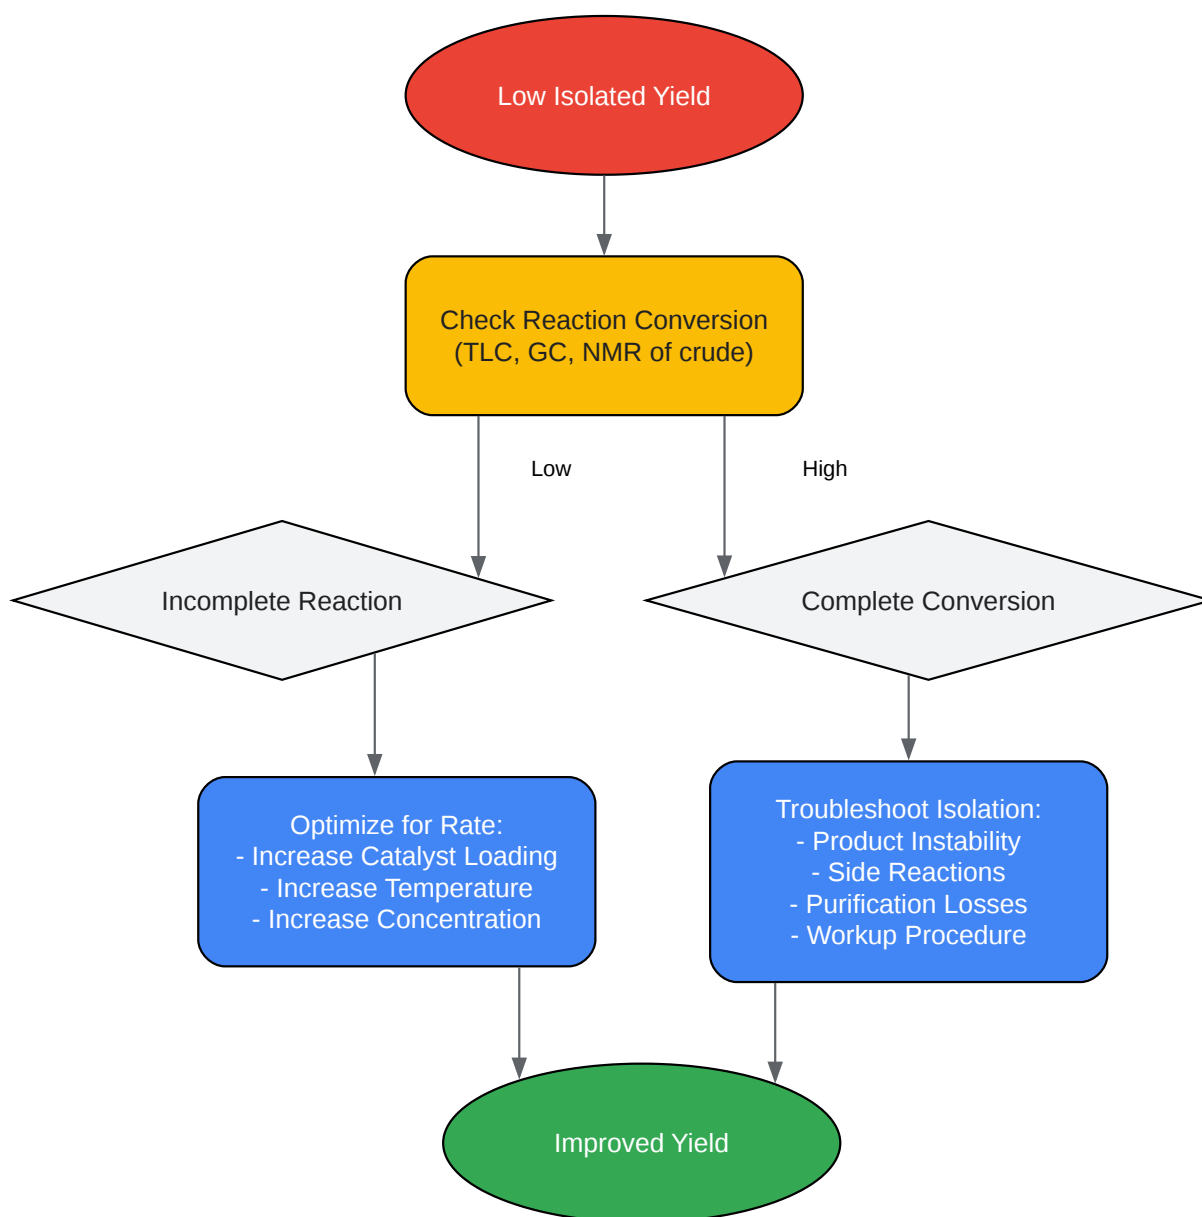 Low Isolated Yield
Check Reaction Conversion
(TLC, GC, NMR of crude)
Low
High
Incomplete Reaction
Complete Conversion
Optimize for Rate:
- Increase Catalyst Loading
- Increase Temperature
- Increase Concentration
Troubleshoot Isolation:
- Product Instability
- Side Reactions
- Purification Losses
- Workup Procedure
Improved Yield